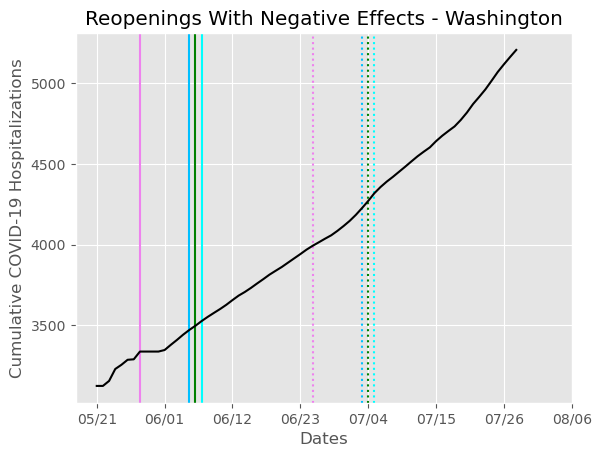 Reopenings With Negative Effects - Washington
Cumulative COVID-19 Hospitalizations
5000
4500
4000
3500
05/21 06/01 06/12 06/23 07/04 07/15 07/26 08/06
Dates